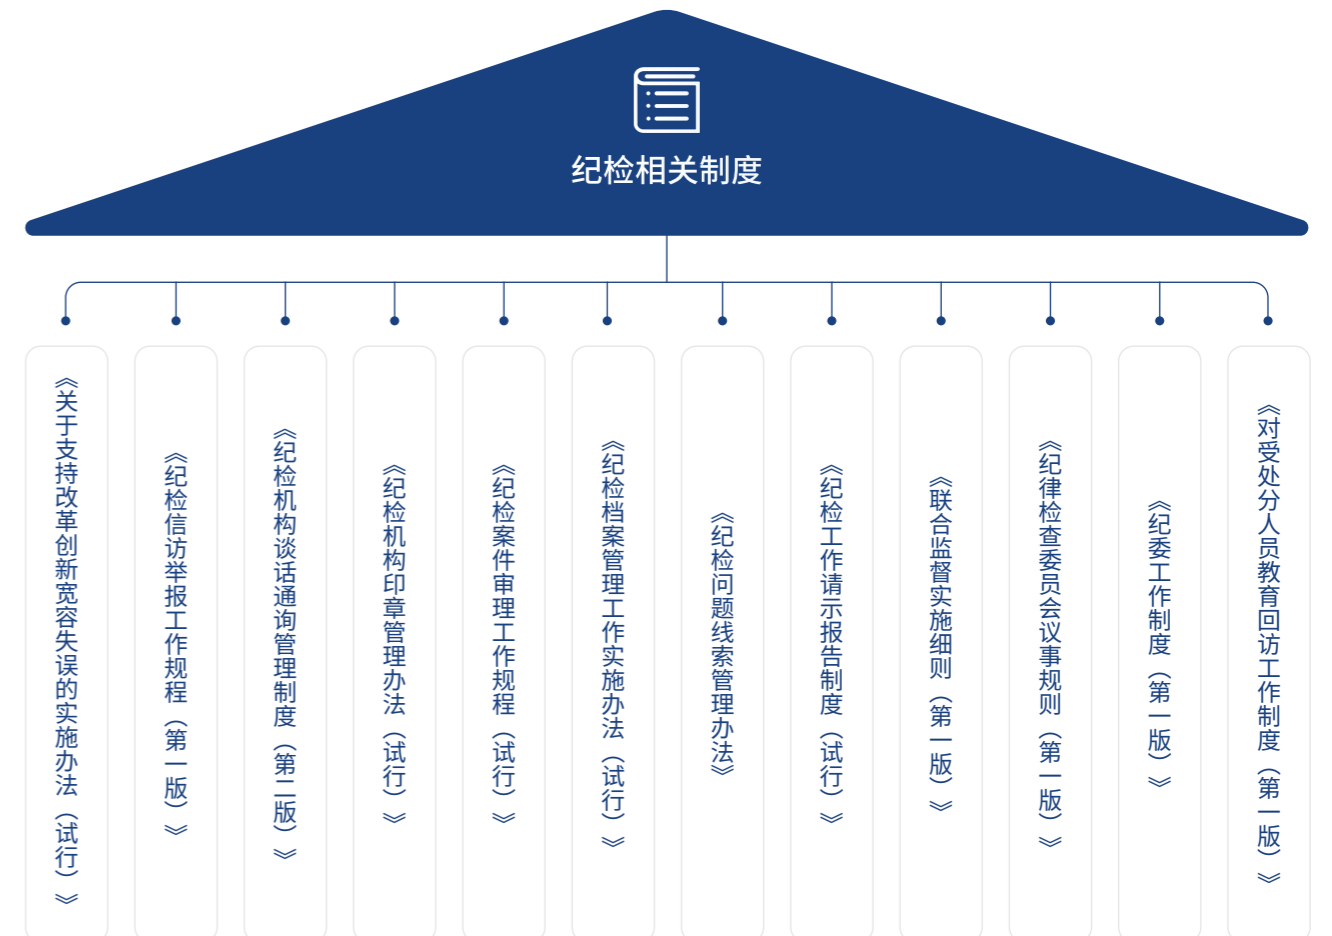 纪检相关制度
《关于支持改革创新宽容失误的实施办法（试行）》
《纪检信访举报工作规程（第一版）》
《纪检机构谈话通询管理制度（第二版）》
《纪检机构印章管理办法（试行）》
《纪检案件审理工作规程（试行）》
《纪检档案管理工作实施办法（试行）》
《纪检问题线索管理办法》
《纪检工作请示报告制度（试行）》
《联合监督实施细则（第一版）》
《纪律检查委员会议事规则（第一版）》
《纪委工作制度（第一版）》
《对受处分人员教育回访工作制度（第一版）》